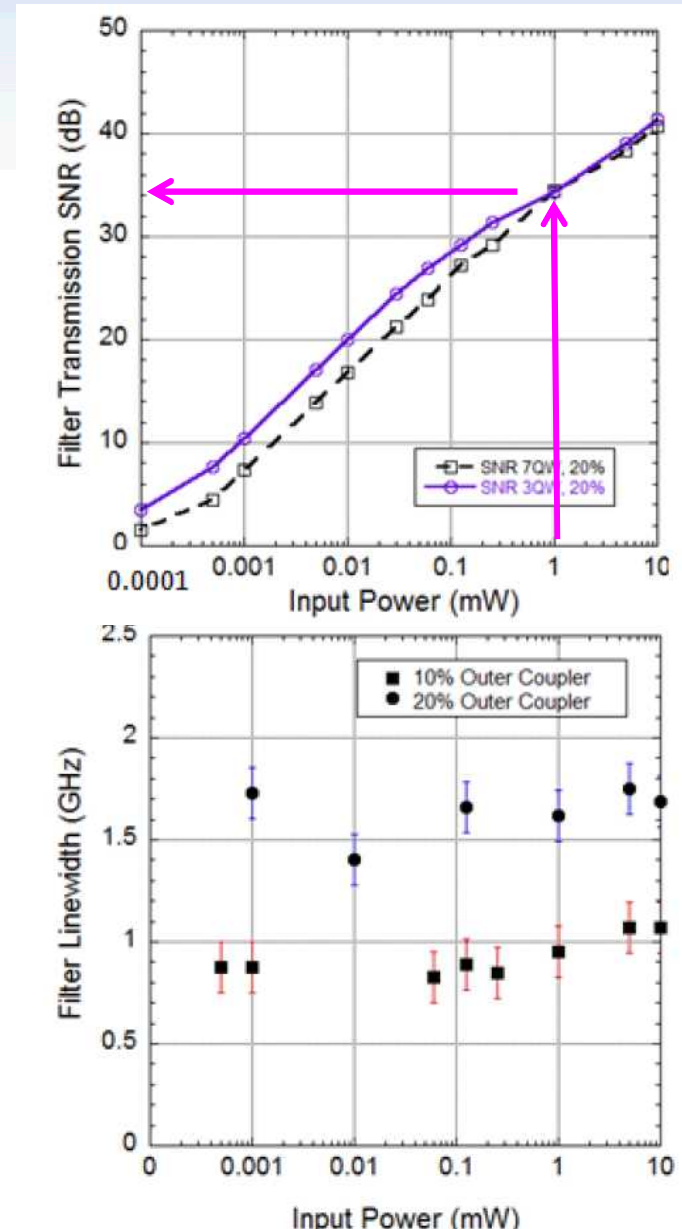 50
40
30
20
10
0
Filter Transmission SNR (dB)
SNR 7QW, 20%
SNR 3QW, 20%
0.0001 0.001 0.01 0.1 1 10
Input Power (mW)
2.5
2
1.5
1
0.5
0
Filter Linewidth (GHz)
10% Outer Coupler
20% Outer Coupler
0 0.001 0.01 0.1 1 10
Input Power (mW)